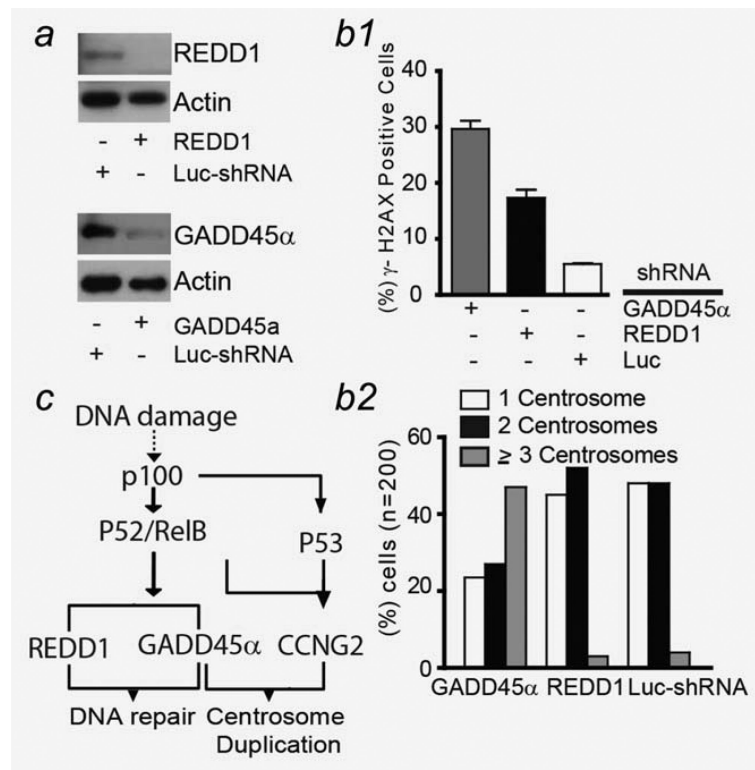 a
REDD1
Actin
- + REDD1
+ - Luc-shRNA
GADD45α
Actin
- + GADD45a
+ - Luc-shRNA
b1
(%) γ- H2AX Positive Cells
40
30
20
10
0
shRNA
+ - - GADD45α
- + - REDD1
- - + Luc
c
DNA damage
p100
P52/RelB
P53
REDD1 GADD45α CCNG2
DNA repair
Centrosome
Duplication
b2
1 Centrosome
2 Centrosomes
≥ 3 Centrosomes
(%) cells (n=200)
60
40
20
0
GADD45α REDD1 Luc-shRNA